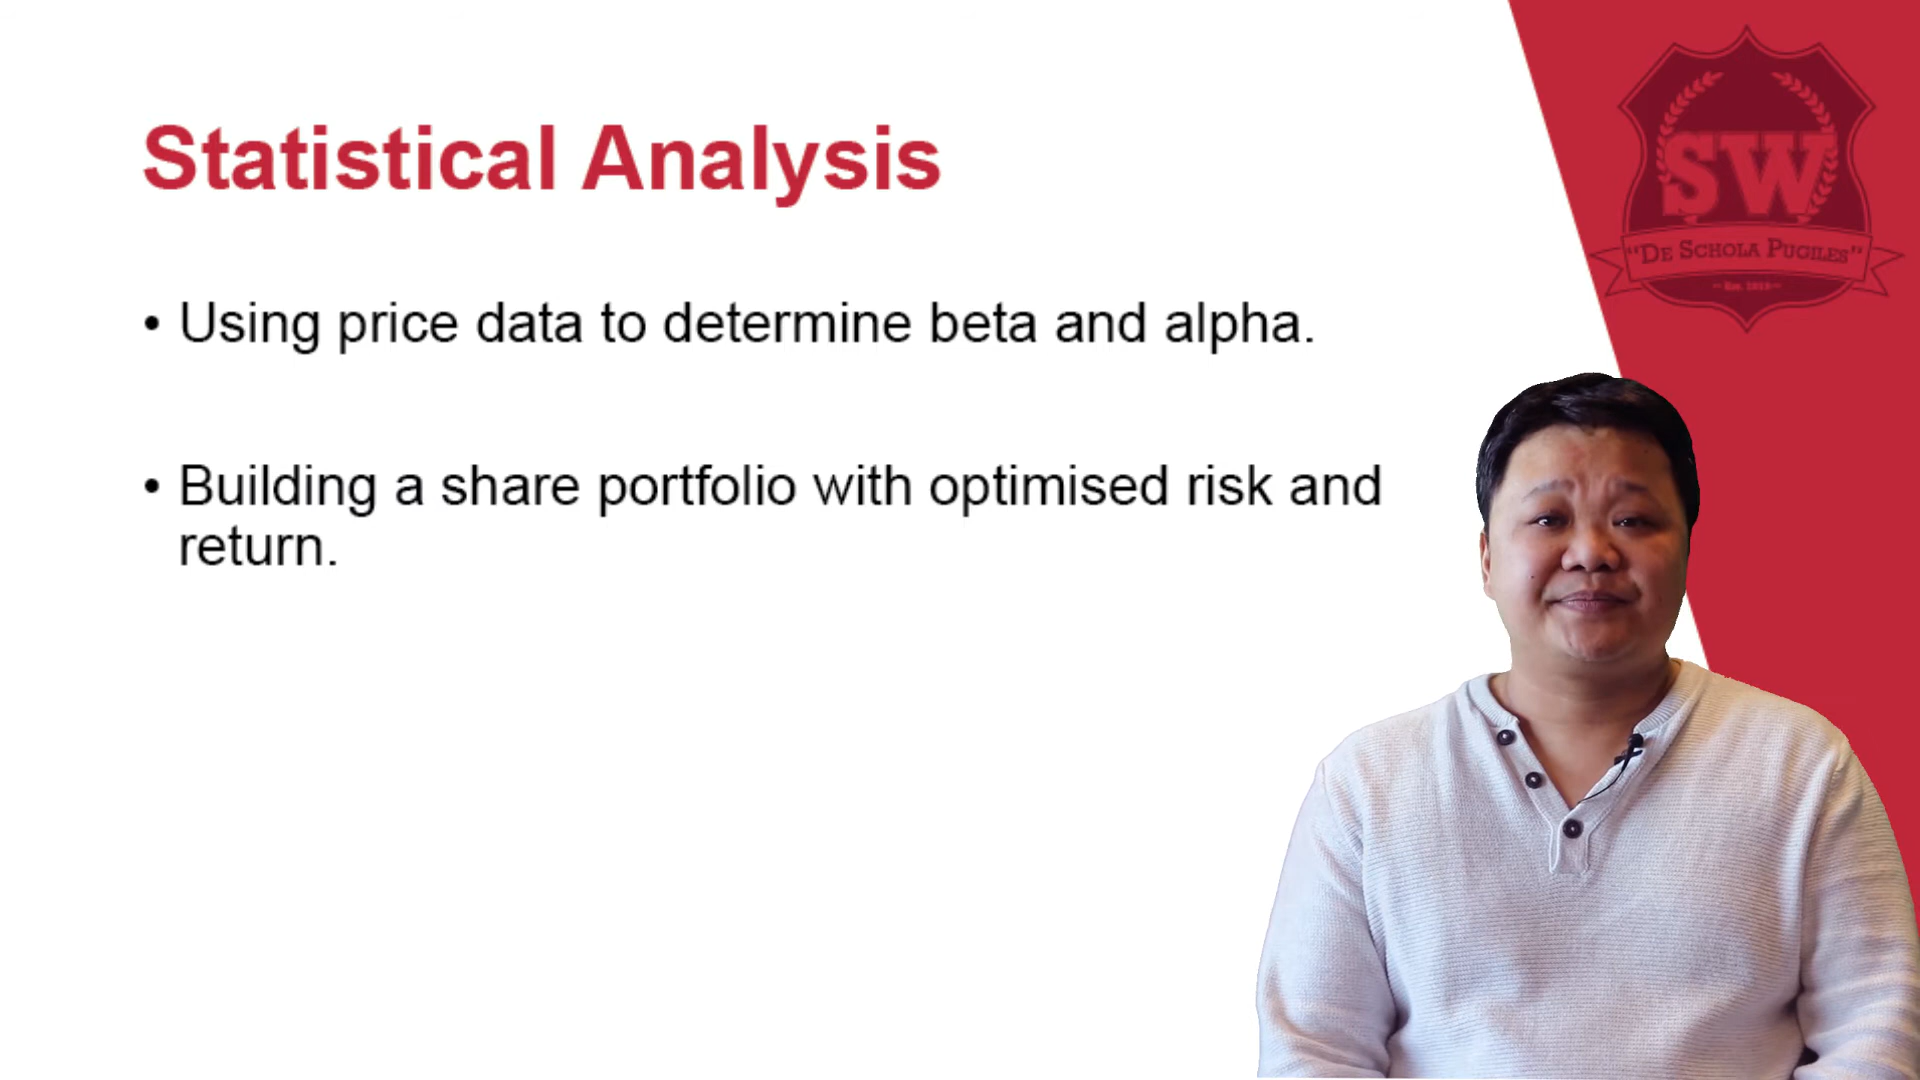 Statistical Analysis
• Using price data to determine beta and alpha.
• Building a share portfolio with optimised risk and
return.
SW
“DE SCHOLA PUGILES”